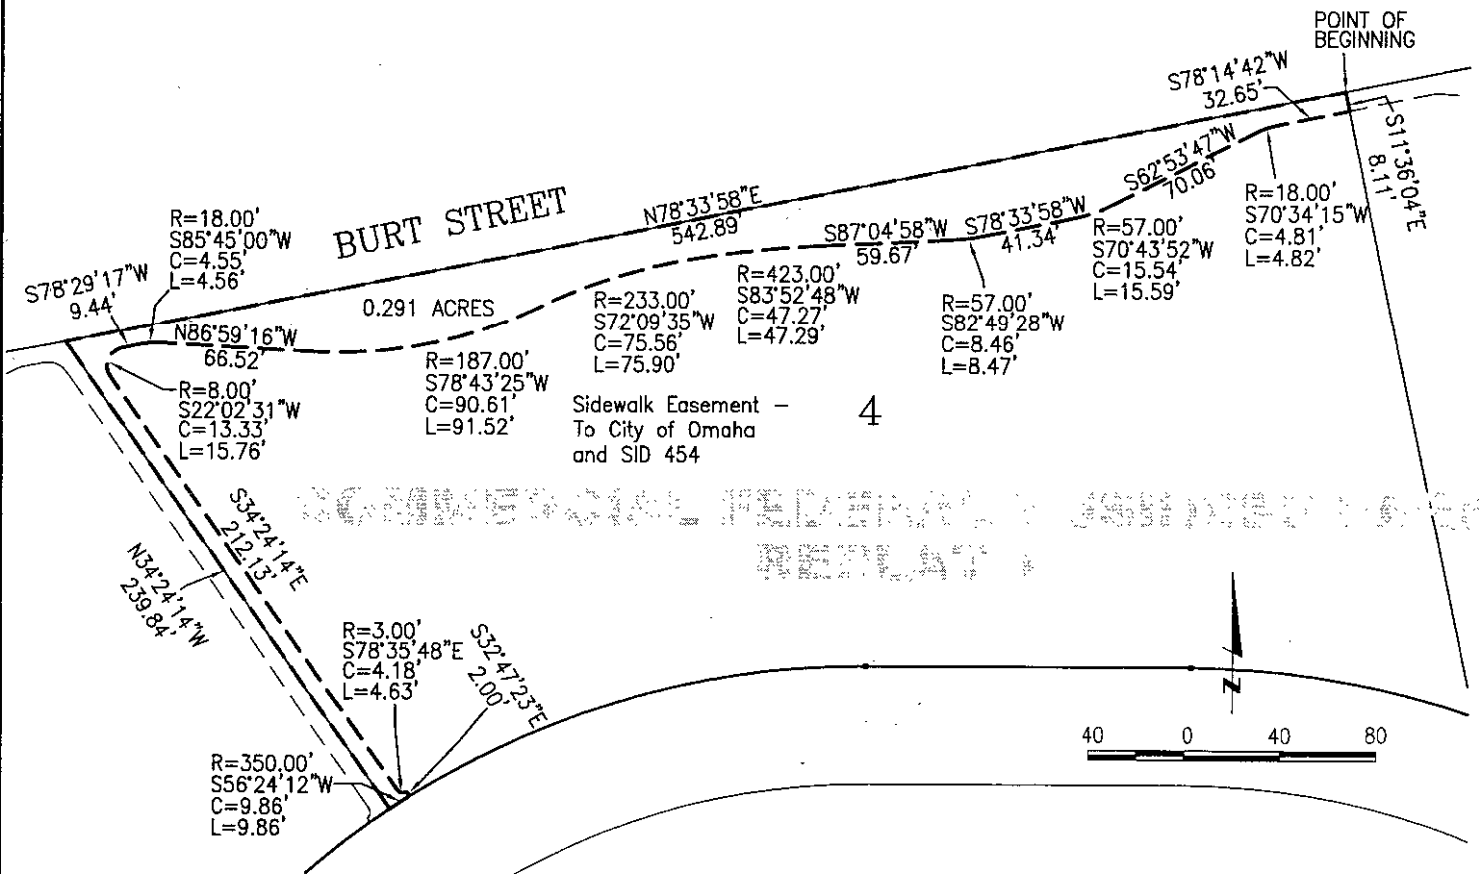 POINT OF
BEGINNING
S78°14'42"W
32.65'
S11°36'04"E
8.11'
S62°53'47"W
70.06'
R=18.00'
S70°34'15"W
C=4.81'
L=4.82'
BURT STREET
N78°33'58"E
542.89'
S87°04'58"W
59.67'
S78°33'58"W
41.34'
R=57.00'
S70°43'52"W
C=15.54'
L=15.59'
R=18.00'
S85°45'00"W
C=4.55'
L=4.56'
S78°29'17"W
9.44'
0.291 ACRES
N86°59'16"W
66.52'
R=233.00'
S72°09'35"W
C=75.56'
L=75.90'
R=423.00'
S83°52'48"W
C=47.27'
L=47.29'
R=57.00'
S82°49'28"W
C=8.46'
L=8.47'
R=187.00'
S78°43'25"W
C=90.61'
L=91.52'
R=8.00'
S22°02'31"W
C=13.33'
L=15.76'
Sidewalk Easement –
To City of Omaha
and SID 454
4
COMMERCIAL FEDERAL
REPLAT
S34°24'14"E
212.13'
N34°24'14"W
239.84'
R=3.00'
S78°35'48"E
C=4.18'
L=4.63'
S32°47'23"E
2.00'
R=350.00'
S56°24'12"W
C=9.86'
L=9.86'
N
40 0 40 80